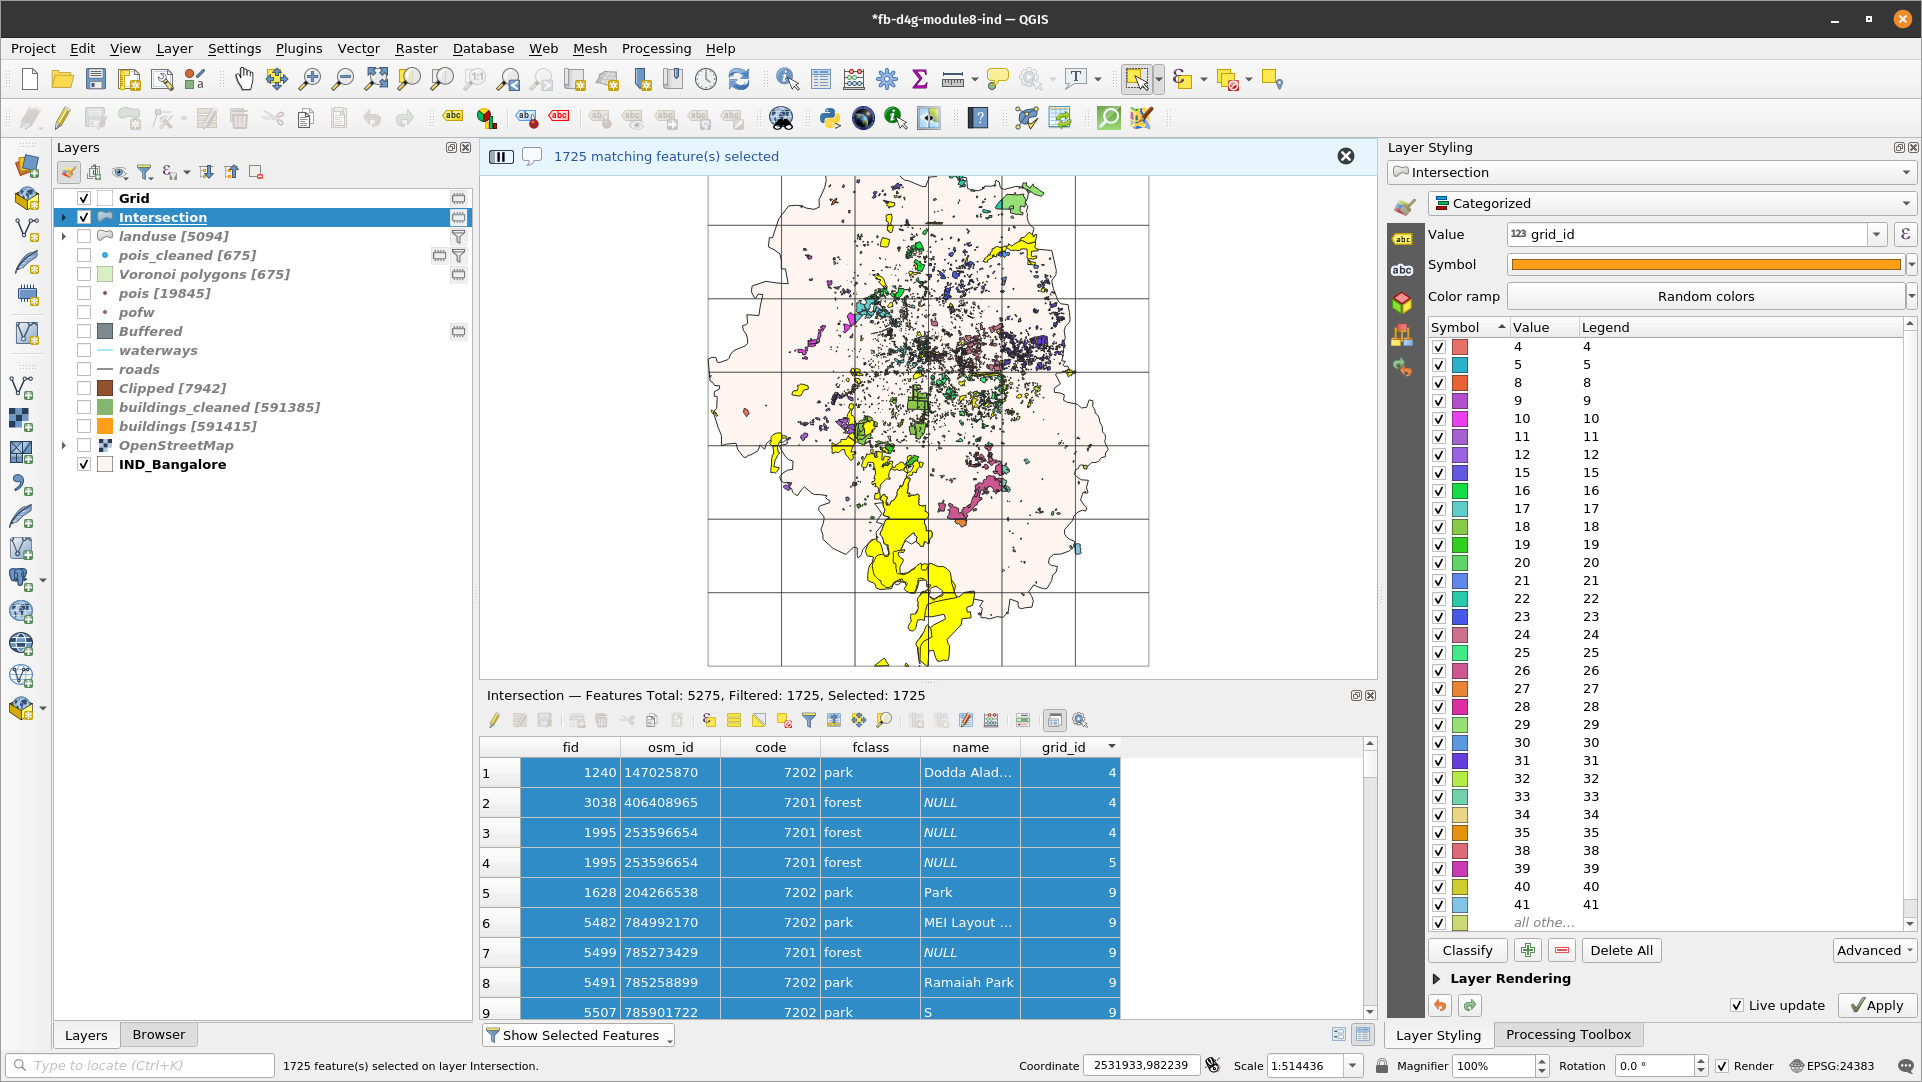 *fb-d4g-module8-ind — QGIS
Project Edit View Layer Settings Plugins Vector Raster Database Web Mesh Processing Help
Layers
Grid
Intersection
landuse [5094]
pois_cleaned [675]
Voronoi polygons [675]
pois [19845]
pofw
Buffered
waterways
roads
Clipped [7942]
buildings_cleaned [591385]
buildings [591415]
OpenStreetMap
IND_Bangalore
Layers Browser
1725 matching feature(s) selected
Intersection — Features Total: 5275, Filtered: 1725, Selected: 1725
fid osm_id code fclass name grid_id
1 1240 147025870 7202 park Dodda Alad... 4
2 3038 406408965 7201 forest NULL 4
3 1995 253596654 7201 forest NULL 4
4 1995 253596654 7201 forest NULL 5
5 1628 204266538 7202 park Park 9
6 5482 784992170 7202 park MEI Layout ... 9
7 5499 785273429 7201 forest NULL 9
8 5491 785258899 7202 park Ramaiah Park 9
9 5507 785901722 7202 park S 9
Show Selected Features
Layer Styling
Intersection
Categorized
Value 123 grid_id
Symbol
Color ramp Random colors
Symbol Value Legend
4 4
5 5
8 8
9 9
10 10
11 11
12 12
15 15
16 16
17 17
18 18
19 19
20 20
21 21
22 22
23 23
24 24
25 25
26 26
27 27
28 28
29 29
30 30
31 31
32 32
33 33
34 34
35 35
38 38
39 39
40 40
41 41
all othe...
Classify Delete All Advanced
Layer Rendering
Live update Apply
Layer Styling Processing Toolbox
Type to locate (Ctrl+K) 1725 feature(s) selected on layer Intersection. Coordinate 2531933,982239 Scale 1:514436 Magnifier 100% Rotation 0.0 ° Render EPSG:24383